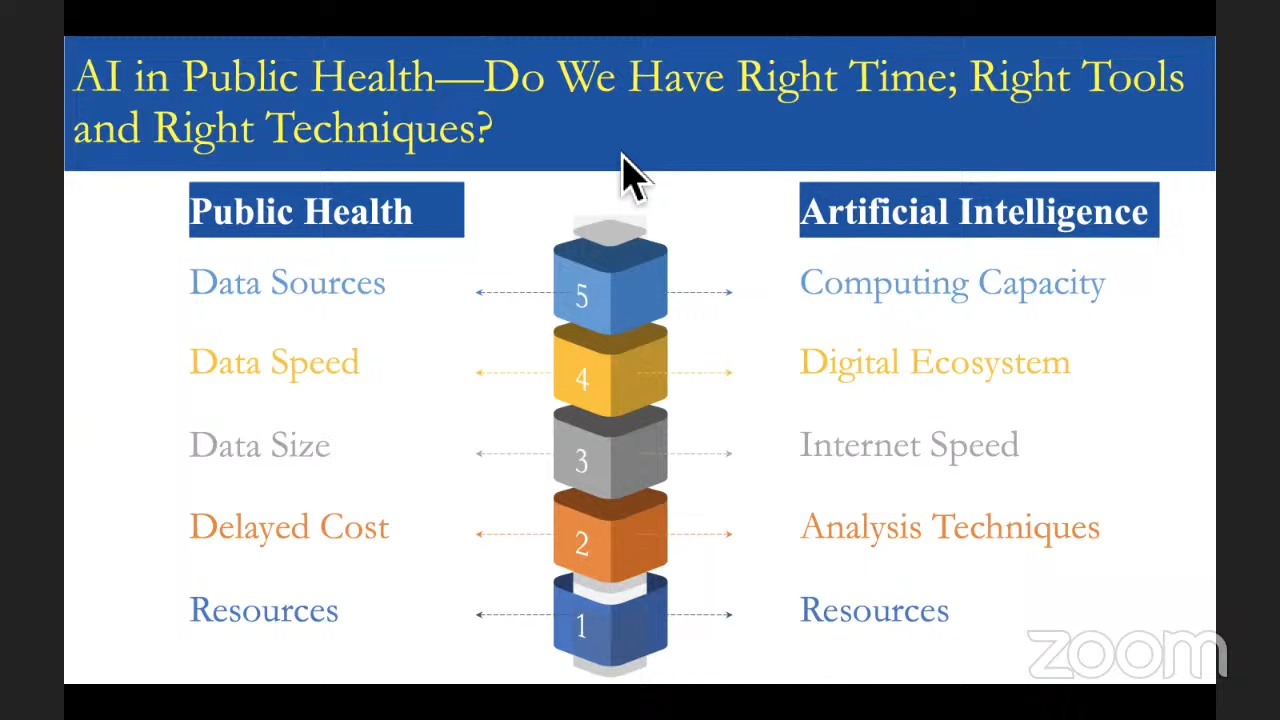 AI in Public Health—Do We Have Right Time; Right Tools
and Right Techniques?
Public Health
Artificial Intelligence
Data Sources
5
Computing Capacity
Data Speed
4
Digital Ecosystem
Data Size
3
Internet Speed
Delayed Cost
2
Analysis Techniques
Resources
1
Resources
zoom